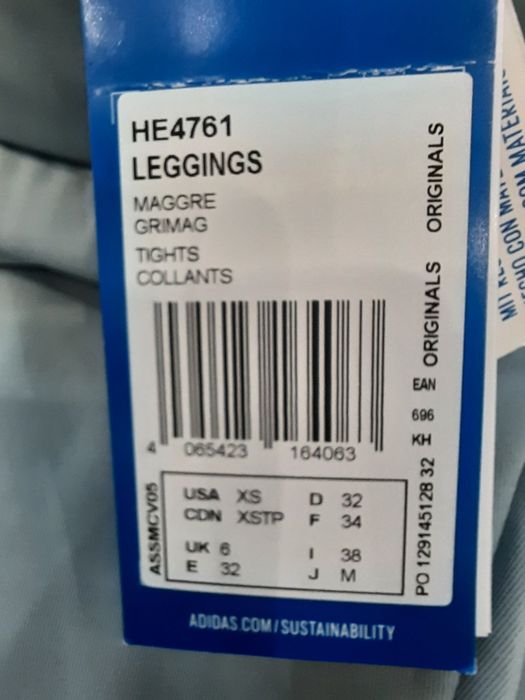 HE4761
LEGGINGS
MAGGRE
GRIMAG
TIGHTS
COLLANTS
4 065423 164063
USA XS D 32
CDN XSTP F 34
UK 6 I 38
E 32 J M
ASSMCV05
ORIGINALS ORIGINALS
EAN
696
KH
PO 129145128 32
ADIDAS.COM/SUSTAINABILITY
CON